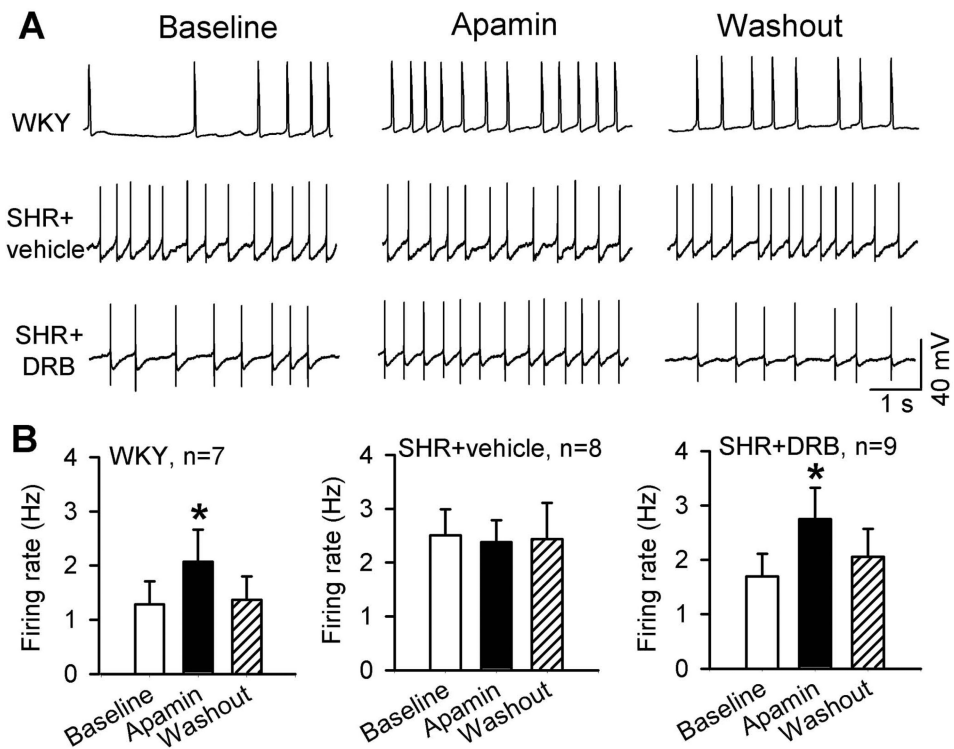 A Baseline Apamin Washout
WKY
SHR+
vehicle
SHR+
DRB
40 mV
1 s
B
WKY, n=7
SHR+vehicle, n=8
SHR+DRB, n=9
Firing rate (Hz)
4
3
2
1
0
*
Baseline
Apamin
Washout
Firing rate (Hz)
4
3
2
1
0
Baseline
Apamin
Washout
Firing rate (Hz)
4
3
2
1
0
*
Baseline
Apamin
Washout